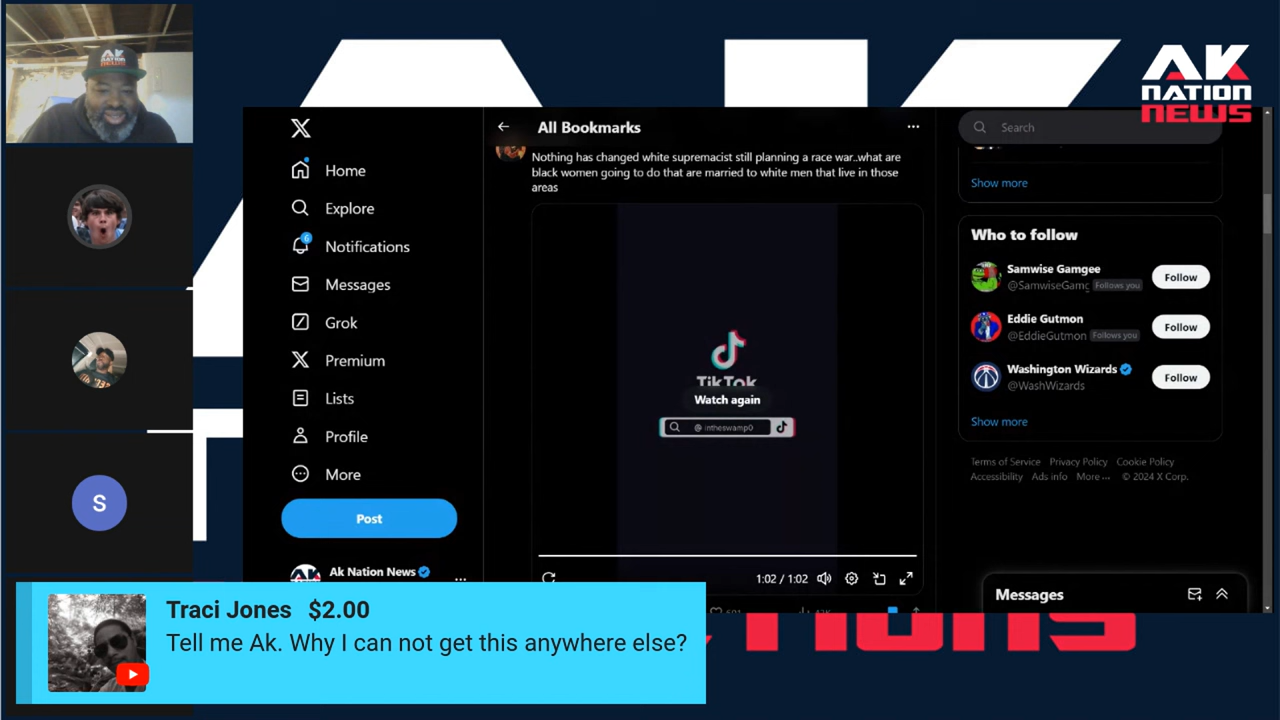 AK
NATION
NEWS
Home
Explore
6
Notifications
Messages
Grok
Premium
Lists
Profile
More
Post
Ak Nation News
...
All Bookmarks
...
Nothing has changed white supremacist still planning a race war..what are
black women going to do that are married to white men that live in those
areas
TikTok
Watch again
@ intheswamp0
1:02 / 1:02
Search
Show more
Who to follow
Samwise Gamgee
@SamwiseGamg Follows you
Follow
Eddie Gutmon
@EddieGutmon Follows you
Follow
Washington Wizards
@WashWizards
Follow
Show more
Terms of Service Privacy Policy Cookie Policy
Accessibility Ads info More ... © 2024 X Corp.
Messages
S
Traci Jones $2.00
Tell me Ak. Why I can not get this anywhere else?